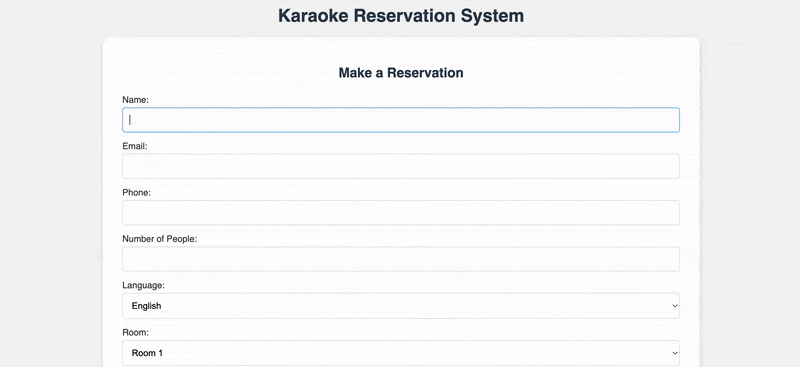 Karaoke Reservation System
Make a Reservation
Name:
Email:
Phone:
Number of People:
Language:
English
Room:
Room 1